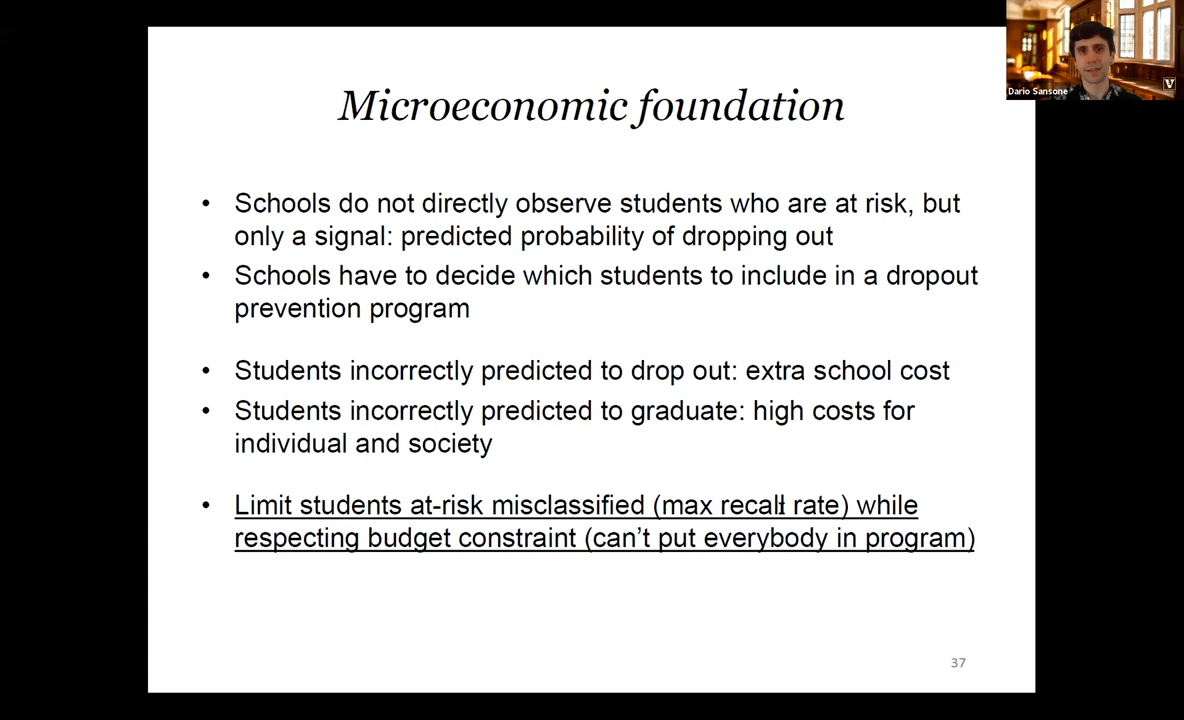 Microeconomic foundation
• Schools do not directly observe students who are at risk, but
only a signal: predicted probability of dropping out
• Schools have to decide which students to include in a dropout
prevention program
• Students incorrectly predicted to drop out: extra school cost
• Students incorrectly predicted to graduate: high costs for
individual and society
• Limit students at-risk misclassified (max recall rate) while
respecting budget constraint (can't put everybody in program)
37
Dario Sansone
V